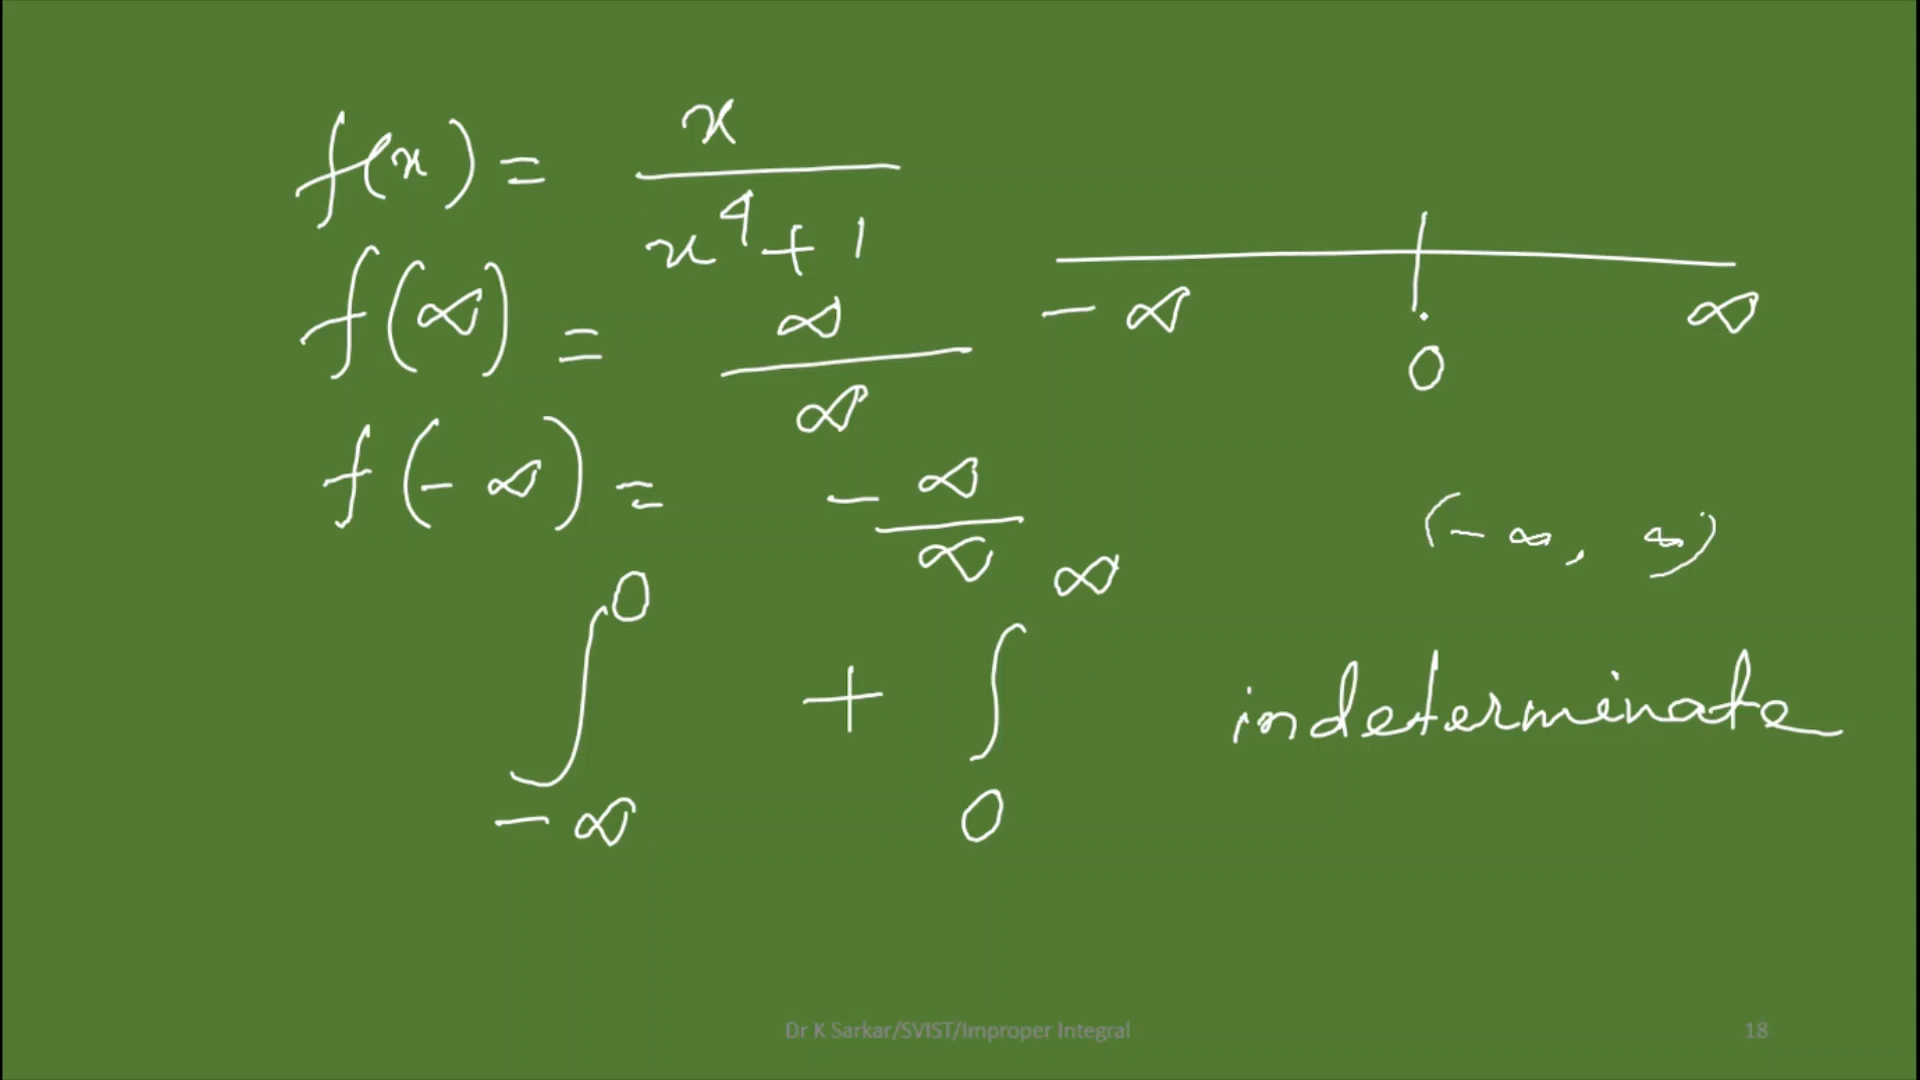 f(x) = x / (x⁴ + 1)
-∞ 0 ∞
f(∞) = ∞ / ∞
f(-∞) = -∞ / ∞
(-∞, ∞)
∫_{-∞}^{0} + ∫_{0}^{∞} indeterminate
Dr K Sarkar/SVIST/Improper Integral 18